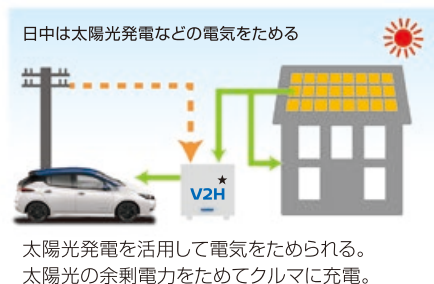 日中は太陽光発電などの電気をためる
V2H
太陽光発電を活用して電気をためられる。
太陽光の余剰電力をためてクルマに充電。